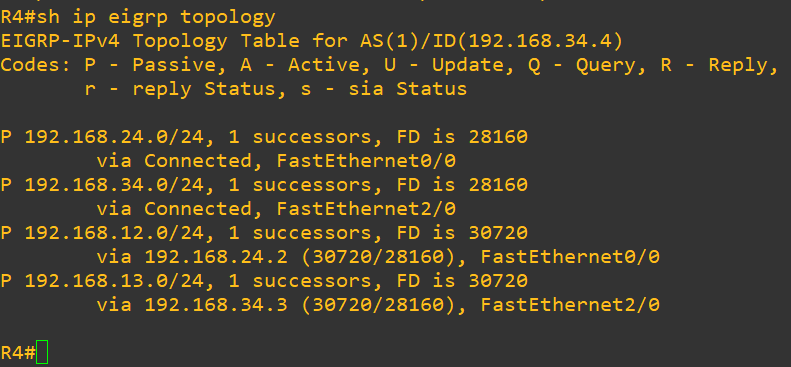 R4#sh ip eigrp topology
EIGRP-IPv4 Topology Table for AS(1)/ID(192.168.34.4)
Codes: P - Passive, A - Active, U - Update, Q - Query, R - Reply,
       r - reply Status, s - sia Status
P 192.168.24.0/24, 1 successors, FD is 28160
        via Connected, FastEthernet0/0
P 192.168.34.0/24, 1 successors, FD is 28160
        via Connected, FastEthernet2/0
P 192.168.12.0/24, 1 successors, FD is 30720
        via 192.168.24.2 (30720/28160), FastEthernet0/0
P 192.168.13.0/24, 1 successors, FD is 30720
        via 192.168.34.3 (30720/28160), FastEthernet2/0
R4#